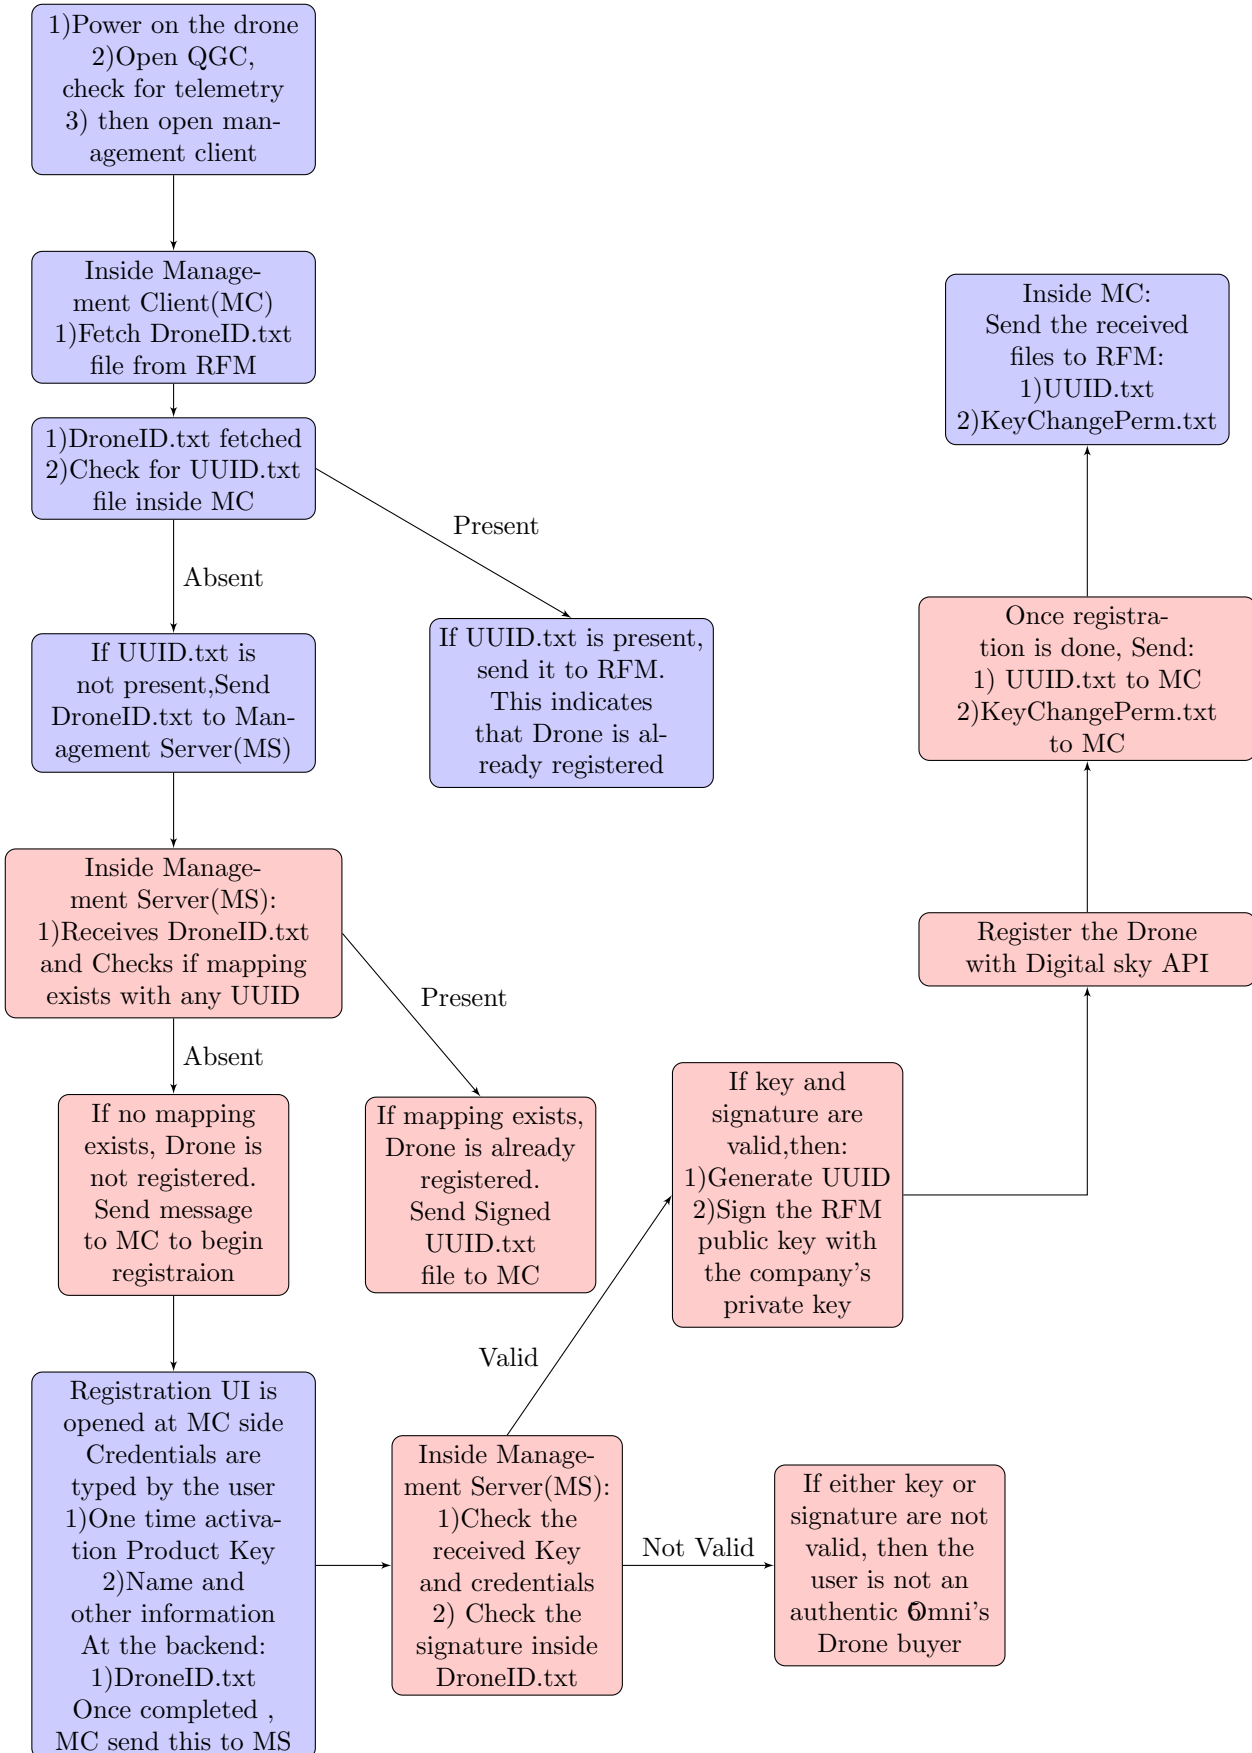 1)Power on the drone
2)Open QGC,
check for telemetry
3) then open man-
agement client
Inside Manage-
ment Client(MC)
1)Fetch DroneID.txt
file from RFM
1)DroneID.txt fetched
2)Check for UUID.txt
file inside MC
Present
Absent
If UUID.txt is
not present,Send
DroneID.txt to Man-
agement Server(MS)
If UUID.txt is present,
send it to RFM.
This indicates
that Drone is al-
ready registered
Inside Manage-
ment Server(MS):
1)Receives DroneID.txt
and Checks if mapping
exists with any UUID
Present
Absent
If no mapping
exists, Drone is
not registered.
Send message
to MC to begin
registraion
If mapping exists,
Drone is already
registered.
Send Signed
UUID.txt
file to MC
Registration UI is
opened at MC side
Credentials are
typed by the user
1)One time activa-
tion Product Key
2)Name and
other information
At the backend:
1)DroneID.txt
Once completed ,
MC send this to MS
Inside Manage-
ment Server(MS):
1)Check the
received Key
and credentials
2) Check the
signature inside
DroneID.txt
Valid
Not Valid
If either key or
signature are not
valid, then the
user is not an
authentic Omni's
Drone buyer
If key and
signature are
valid,then:
1)Generate UUID
2)Sign the RFM
public key with
the company's
private key
Register the Drone
with Digital sky API
Once registra-
tion is done, Send:
1) UUID.txt to MC
2)KeyChangePerm.txt
to MC
Inside MC:
Send the received
files to RFM:
1)UUID.txt
2)KeyChangePerm.txt